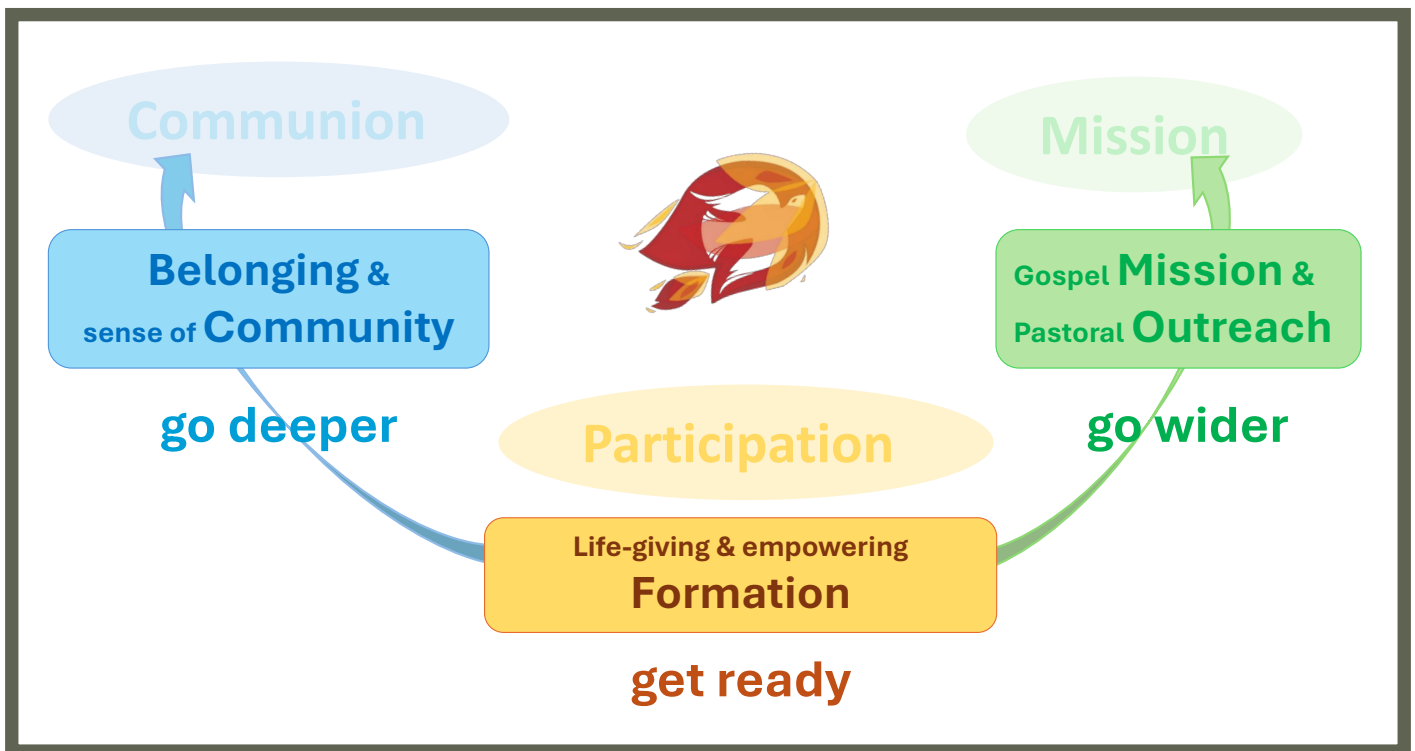 Communion
Mission
Belonging &
sense of Community
Gospel Mission &
Pastoral Outreach
go deeper
go wider
Participation
Life-giving & empowering
Formation
get ready